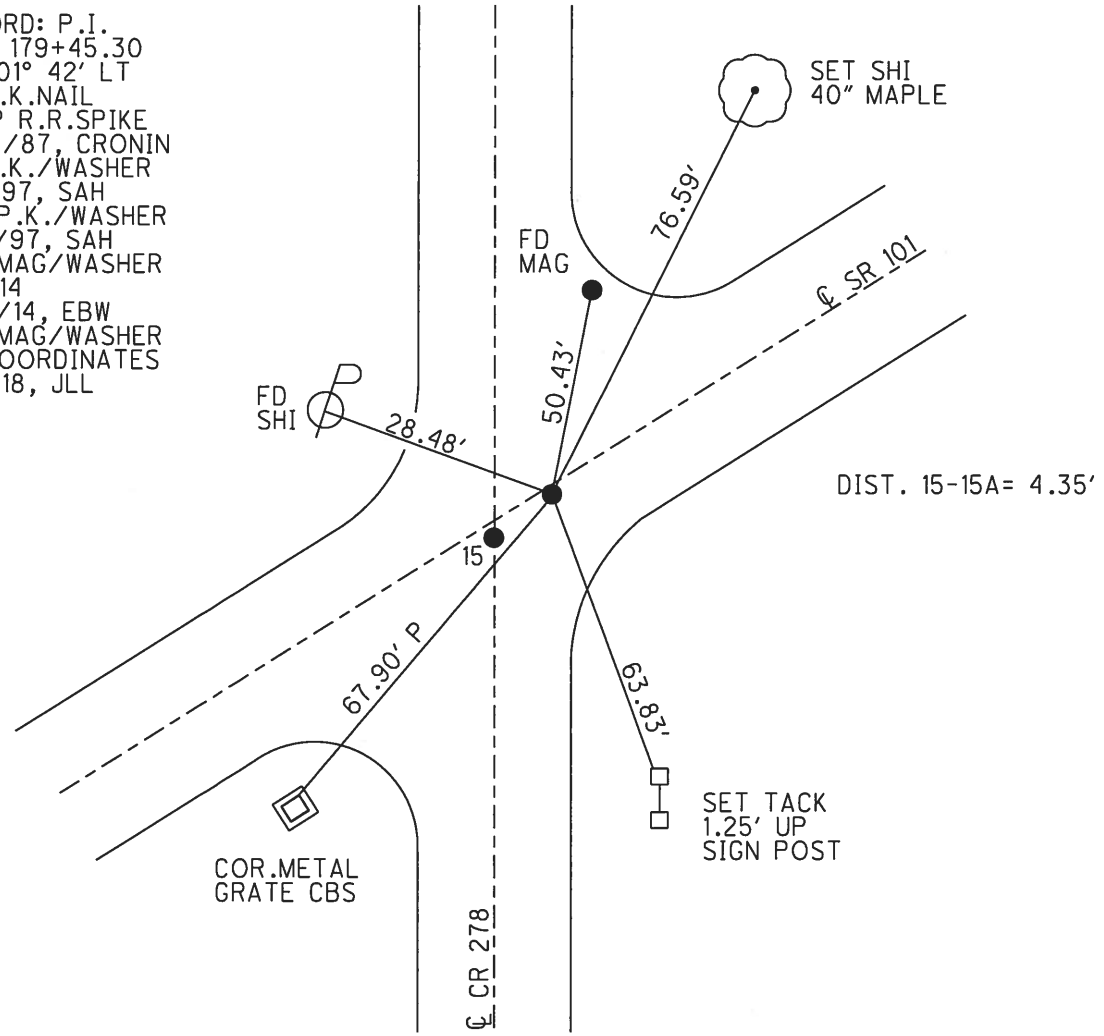 ORD: P.I.
179+45.30
01° 42' LT
.K.NAIL
R.R.SPIKE
/87, CRONIN
.K./WASHER
97, SAH
P.K./WASHER
/97, SAH
MAG/WASHER
14
/14, EBW
MAG/WASHER
OORDINATES
18, JLL
SET SHI
40" MAPLE
76.59'
FD
MAG
℄ SR 101
50.43'
FD
SHI
28.48'
DIST. 15-15A= 4.35'
15
67.90' P
63.83'
SET TACK
1.25' UP
SIGN POST
COR.METAL
GRATE CBS
℄ CR 278